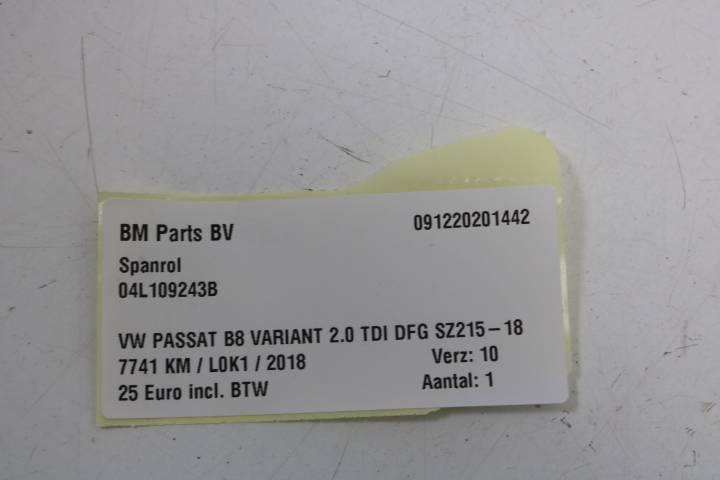 BM Parts BV 091220201442
Spanrol
04L109243B
VW PASSAT B8 VARIANT 2.0 TDI DFG SZ215-18
7741 KM / L0K1 / 2018 Verz: 10
25 Euro incl. BTW Aantal: 1